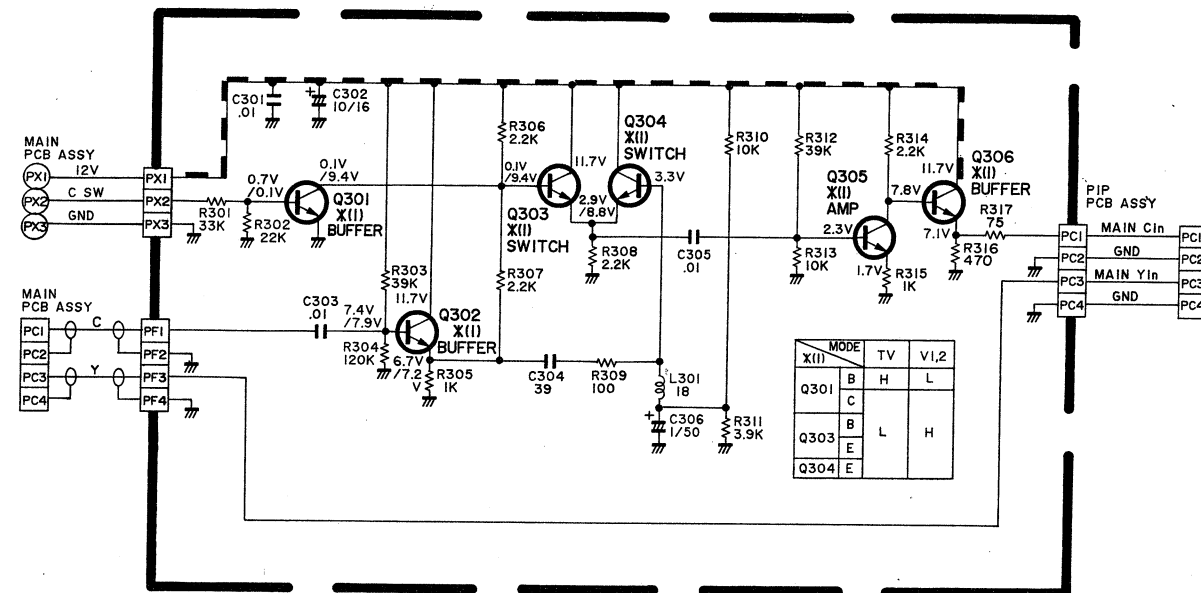 MAIN
PCB ASSY
PX1
12V
PX1
PX2
C SW
PX2
PX3
GND
PX3
C301
.01
+
C302
10/16
R301
33K
R302
22K
0.7V
/0.1V
0.1V
/9.4V
Q301
X(1)
BUFFER
R306
2.2K
0.1V
/9.4V
11.7V
Q303
X(1)
SWITCH
Q304
X(1)
SWITCH
3.3V
2.9V
/8.8V
R308
2.2K
C305
.01
R310
10K
R312
39K
R313
10K
Q305
X(1)
AMP
2.3V
1.7V
R315
1K
R314
2.2K
7.8V
11.7V
Q306
X(1)
BUFFER
7.1V
R317
75
R316
470
PIP
PCB ASSY
PC1
MAIN CIn
PC1
PC2
GND
PC2
PC3
MAIN YIn
PC3
PC4
GND
PC4
MAIN
PCB ASSY
PC1
C
PF1
PC2
PF2
PC3
Y
PF3
PC4
PF4
C303
.01
R303
39K
11.7V
7.4V
/7.9V
Q302
X(1)
BUFFER
R304
120K
6.7V
/7.2
V
R305
1K
R307
2.2K
C304
39
R309
100
L301
18
+
C306
1/50
R311
3.9K
X(1) MODE TV V1,2
Q301 B H L
C
Q303 B L H
E
Q304 E